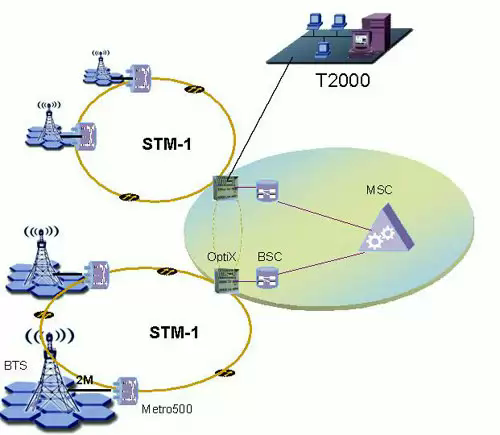 T2000
STM-1
MSC
OptiX
BSC
STM-1
BTS
2M
Metro500